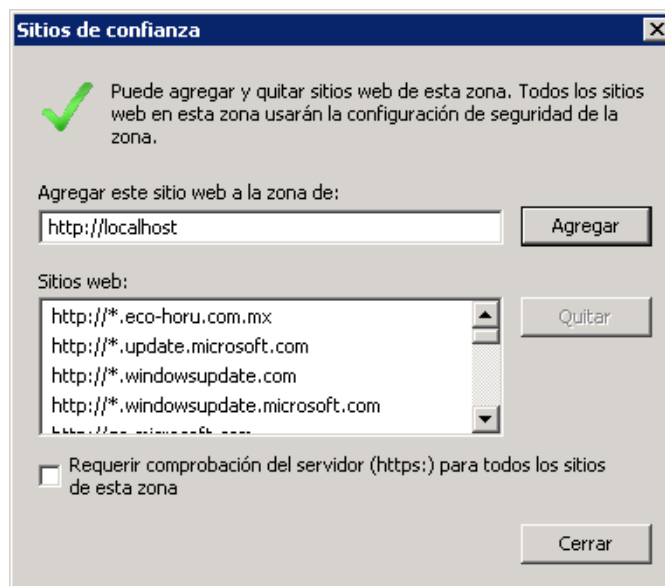 Sitios de confianza
Puede agregar y quitar sitios web de esta zona. Todos los sitios
web en esta zona usarán la configuración de seguridad de la
zona.
Agregar este sitio web a la zona de:
http://localhost
Agregar
Sitios web:
http://*.eco-horu.com.mx
Quitar
http://*.update.microsoft.com
http://*.windowsupdate.com
http://*.windowsupdate.microsoft.com
Requerir comprobación del servidor (https:) para todos los sitios
de esta zona
Cerrar